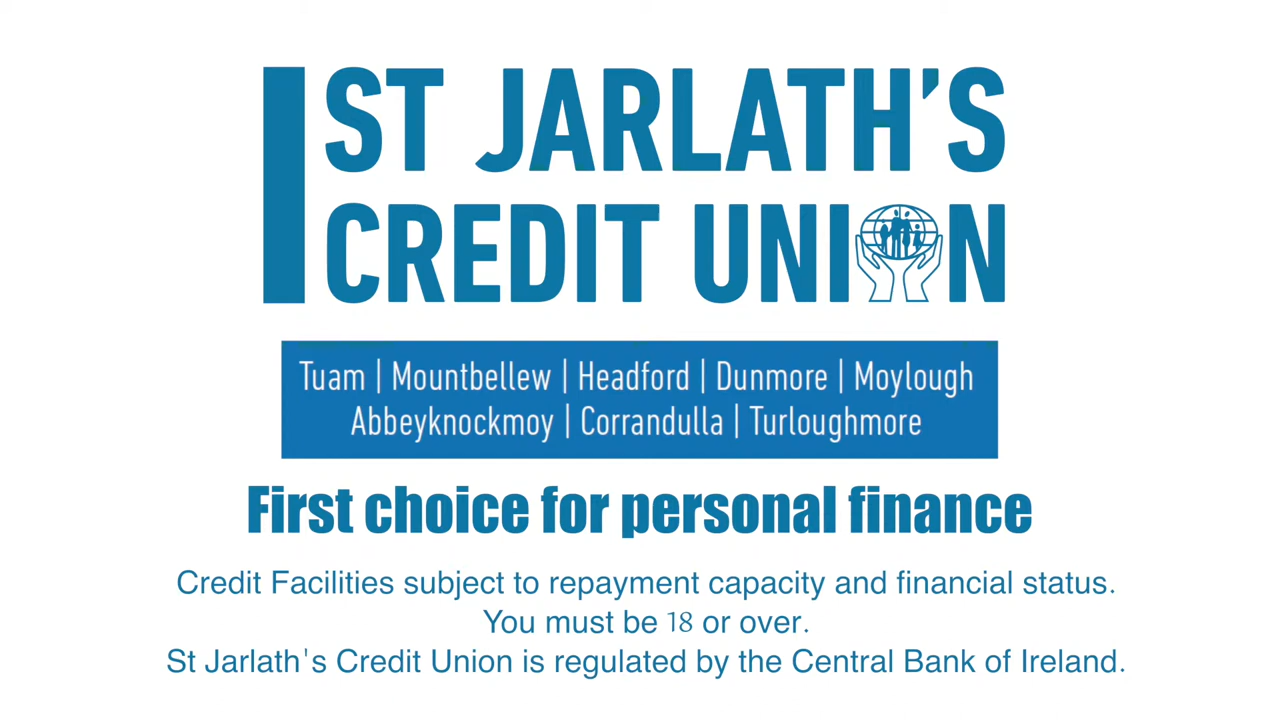 ST JARLATH'S
CREDIT UNION
Tuam | Mountbellew | Headford | Dunmore | Moylough
Abbeyknockmoy | Corrandulla | Turloughmore
First choice for personal finance
Credit Facilities subject to repayment capacity and financial status.
You must be 18 or over.
St Jarlath's Credit Union is regulated by the Central Bank of Ireland.